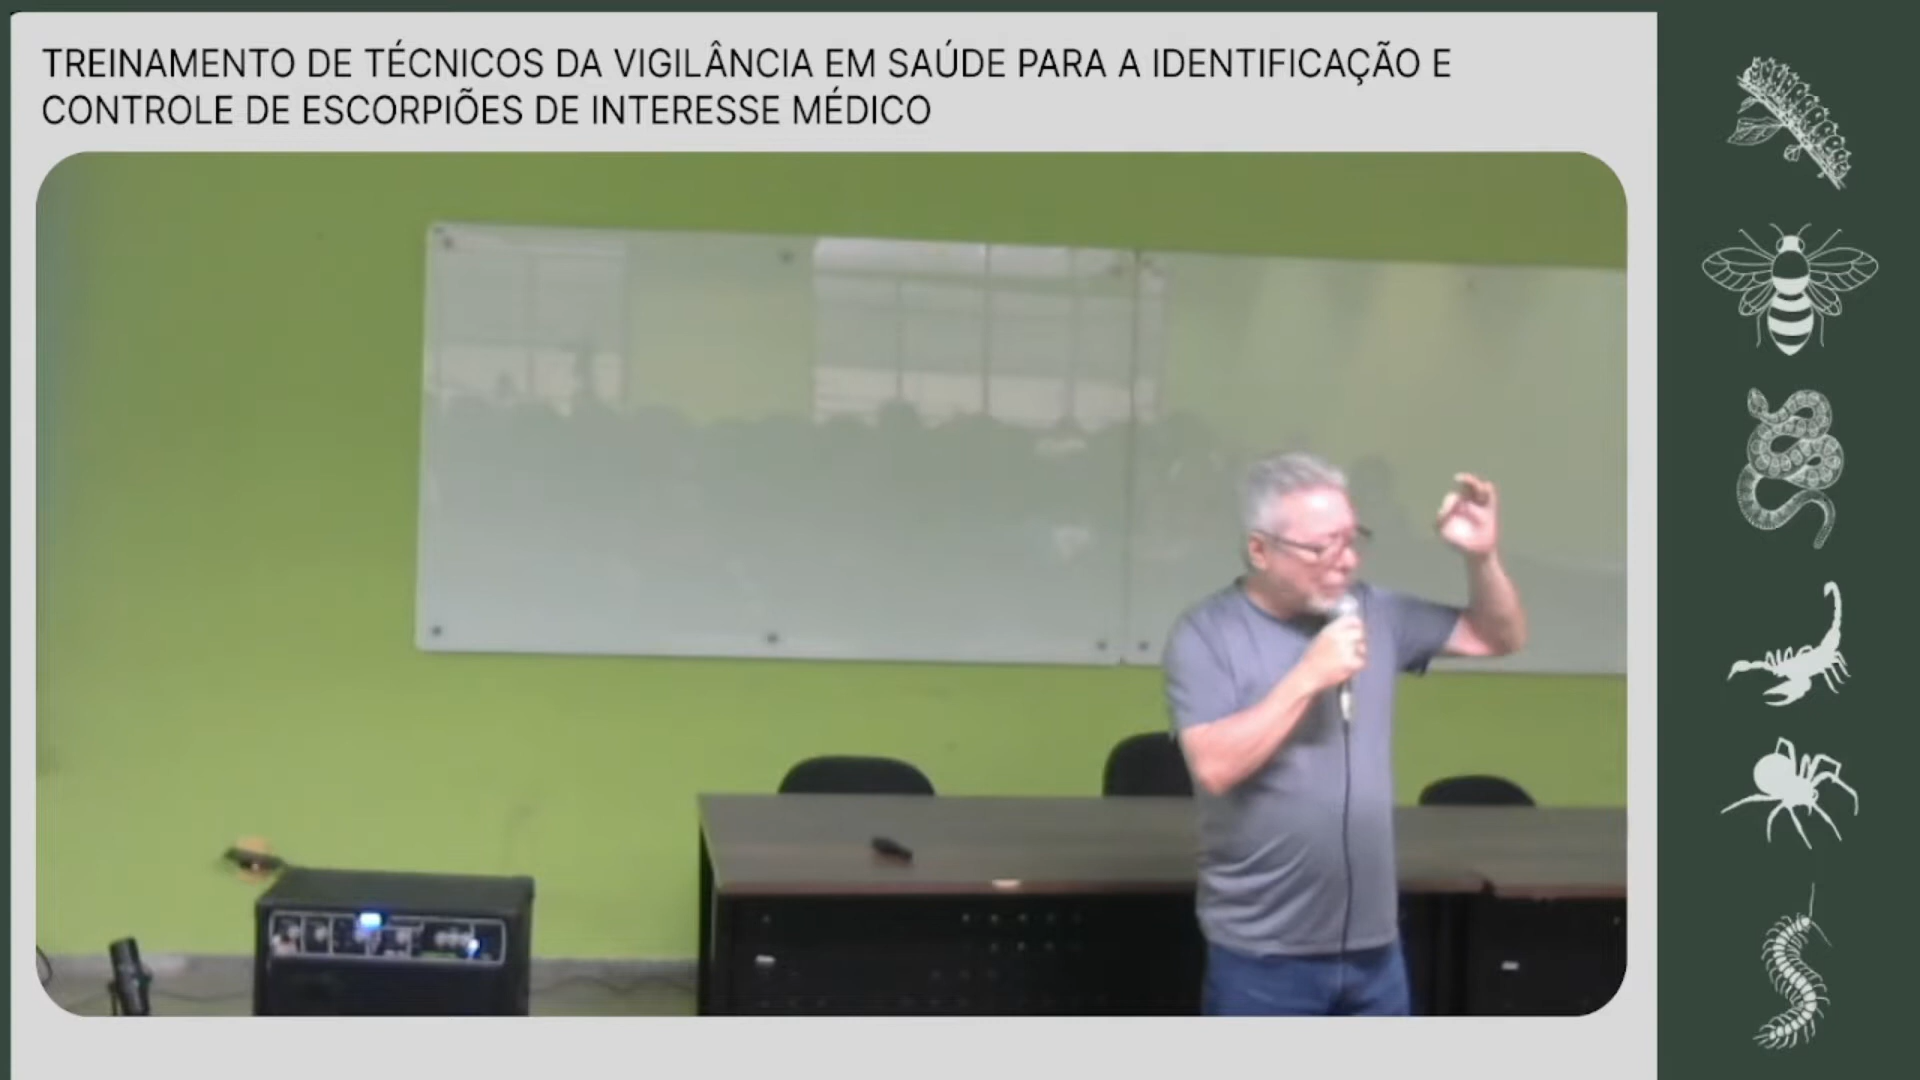 TREINAMENTO DE TÉCNICOS DA VIGILÂNCIA EM SAÚDE PARA A IDENTIFICAÇÃO E
CONTROLE DE ESCORPIÕES DE INTERESSE MÉDICO